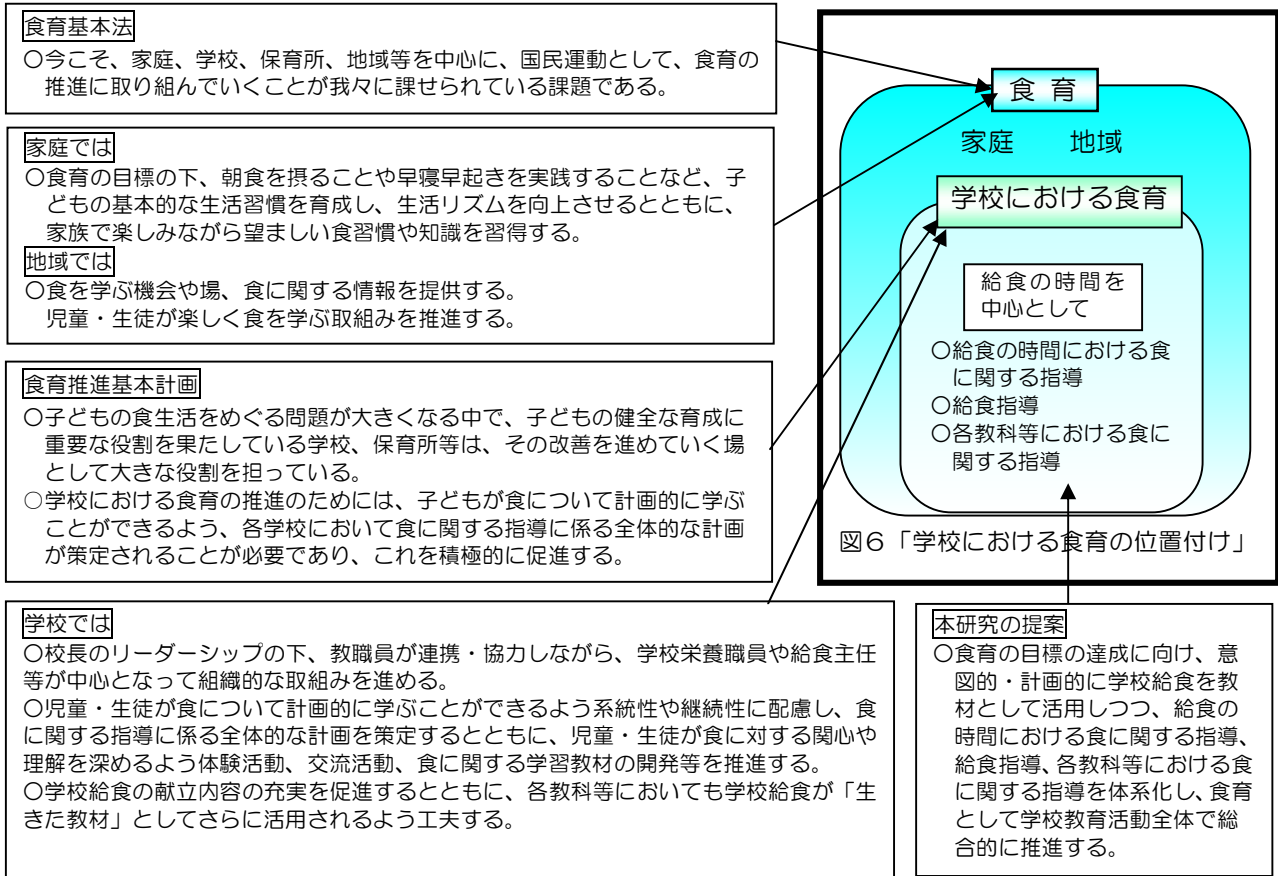 食育基本法
〇今こそ、家庭、学校、保育所、地域等を中心に、国民運動として、食育の
推進に取り組んでいくことが我々に課せられている課題である。
家庭では
〇食育の目標の下、朝食を摂ることや早寝早起きを実践することなど、子
どもの基本的な生活習慣を育成し、生活リズムを向上させるとともに、
家族で楽しみながら望ましい食習慣や知識を習得する。
地域では
〇食を学ぶ機会や場、食に関する情報を提供する。
児童・生徒が楽しく食を学ぶ取組みを推進する。
食育推進基本計画
〇子どもの食生活をめぐる問題が大きくなる中で、子どもの健全な育成に
重要な役割を果たしている学校、保育所等は、その改善を進めていく場
として大きな役割を担っている。
○学校における食育の推進のためには、子どもが食について計画的に学ぶ
ことができるよう、各学校において食に関する指導に係る全体的な計画
が策定されることが必要であり、これを積極的に促進する。
学校では
〇校長のリーダーシップの下、教職員が連携・協力しながら、学校栄養職員や給食主任
等が中心となって組織的な取組みを進める。
〇児童・生徒が食について計画的に学ぶことができるよう系統性や継続性に配慮し、食
に関する指導に係る全体的な計画を策定するとともに、児童・生徒が食に対する関心や
理解を深めるよう体験活動、交流活動、食に関する学習教材の開発等を推進する。
〇学校給食の献立内容の充実を促進するとともに、各教科等においても学校給食が「生
きた教材」としてさらに活用されるよう工夫する。
食 育
家庭 地域
学校における食育
給食の時間を
中心として
〇給食の時間における食
に関する指導
〇給食指導
〇各教科等における食に
関する指導
図６「学校における食育の位置付け」
本研究の提案
〇食育の目標の達成に向け、意
図的・計画的に学校給食を教
材として活用しつつ、給食の
時間における食に関する指導、
給食指導、各教科等における食
に関する指導を体系化し、食育
として学校教育活動全体で総
合的に推進する。